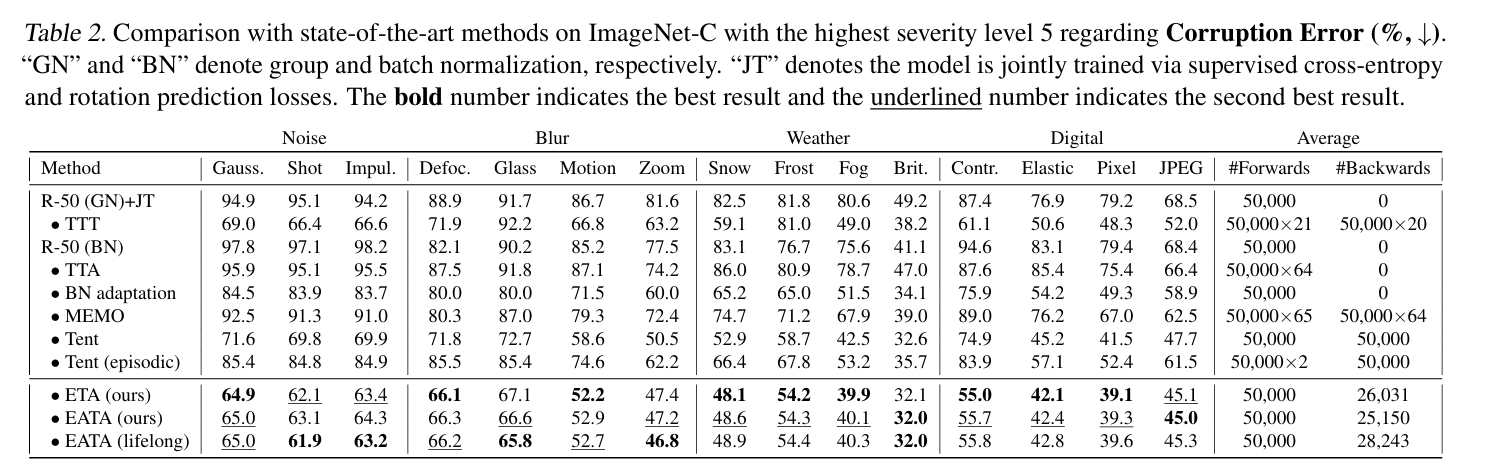 Table 2. Comparison with state-of-the-art methods on ImageNet-C with the highest severity level 5 regarding Corruption Error (%, ↓).
“GN” and “BN” denote group and batch normalization, respectively. “JT” denotes the model is jointly trained via supervised cross-entropy
and rotation prediction losses. The bold number indicates the best result and the underlined number indicates the second best result.
Noise Blur Weather Digital Average
Method Gauss. Shot Impul. Defoc. Glass Motion Zoom Snow Frost Fog Brit. Contr. Elastic Pixel JPEG #Forwards #Backwards
R-50 (GN)+JT 94.9 95.1 94.2 88.9 91.7 86.7 81.6 82.5 81.8 80.6 49.2 87.4 76.9 79.2 68.5 50,000 0
• TTT 69.0 66.4 66.6 71.9 92.2 66.8 63.2 59.1 81.0 49.0 38.2 61.1 50.6 48.3 52.0 50,000×21 50,000×20
R-50 (BN) 97.8 97.1 98.2 82.1 90.2 85.2 77.5 83.1 76.7 75.6 41.1 94.6 83.1 79.4 68.4 50,000 0
• TTA 95.9 95.1 95.5 87.5 91.8 87.1 74.2 86.0 80.9 78.7 47.0 87.6 85.4 75.4 66.4 50,000×64 0
• BN adaptation 84.5 83.9 83.7 80.0 80.0 71.5 60.0 65.2 65.0 51.5 34.1 75.9 54.2 49.3 58.9 50,000 0
• MEMO 92.5 91.3 91.0 80.3 87.0 79.3 72.4 74.7 71.2 67.9 39.0 89.0 76.2 67.0 62.5 50,000×65 50,000×64
• Tent 71.6 69.8 69.9 71.8 72.7 58.6 50.5 52.9 58.7 42.5 32.6 74.9 45.2 41.5 47.7 50,000 50,000
• Tent (episodic) 85.4 84.8 84.9 85.5 85.4 74.6 62.2 66.4 67.8 53.2 35.7 83.9 57.1 52.4 61.5 50,000×2 50,000
• ETA (ours) 64.9 62.1 63.4 66.1 67.1 52.2 47.4 48.1 54.2 39.9 32.1 55.0 42.1 39.1 45.1 50,000 26,031
• EATA (ours) 65.0 63.1 64.3 66.3 66.6 52.9 47.2 48.6 54.3 40.1 32.0 55.7 42.4 39.3 45.0 50,000 25,150
• EATA (lifelong) 65.0 61.9 63.2 66.2 65.8 52.7 46.8 48.9 54.4 40.3 32.0 55.8 42.8 39.6 45.3 50,000 28,243